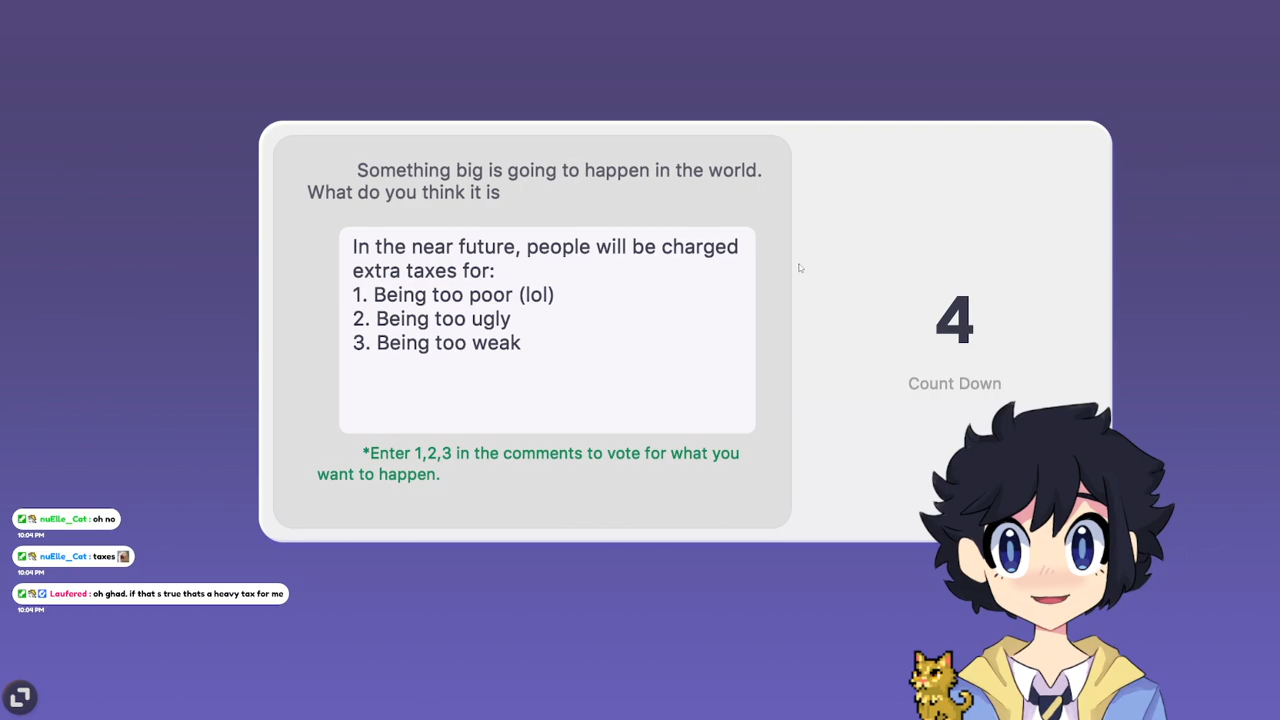 Something big is going to happen in the world.
What do you think it is
In the near future, people will be charged
extra taxes for:
1. Being too poor (lol)
2. Being too ugly
3. Being too weak
*Enter 1,2,3 in the comments to vote for what you
want to happen.
4
Count Down
nuElle_Cat : oh no
10:04 PM
nuElle_Cat : taxes
10:04 PM
Laufered : oh ghad. if that s true thats a heavy tax for me
10:04 PM